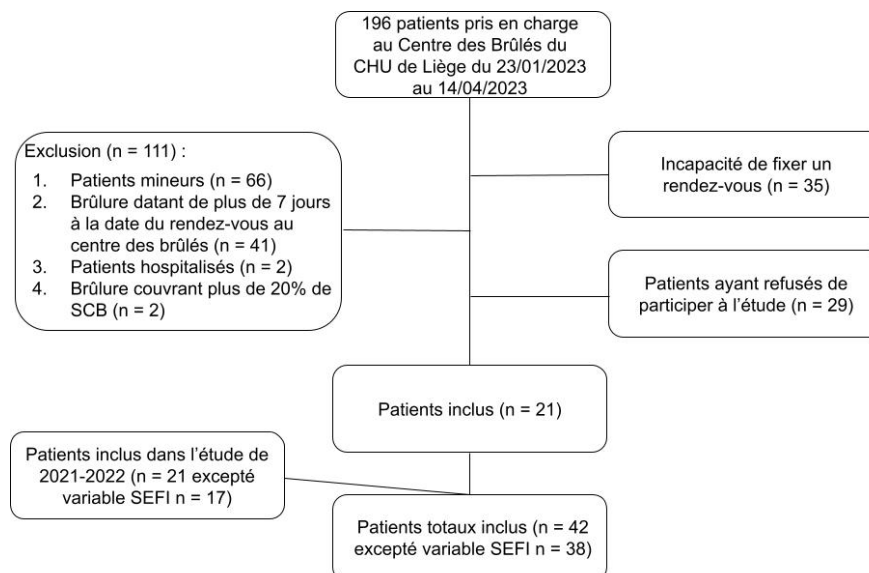 196 patients pris en charge
au Centre des Brûlés du
CHU de Liège du 23/01/2023
au 14/04/2023
Exclusion (n = 111) :
1. Patients mineurs (n = 66)
2. Brûlure datant de plus de 7 jours
à la date du rendez-vous au
centre des brûlés (n = 41)
3. Patients hospitalisés (n = 2)
4. Brûlure couvrant plus de 20% de
SCB (n = 2)
Incapacité de fixer un
rendez-vous (n = 35)
Patients ayant refusés de
participer à l’étude (n = 29)
Patients inclus (n = 21)
Patients inclus dans l’étude de
2021-2022 (n = 21 excepté
variable SEFI n = 17)
Patients totaux inclus (n = 42
excepté variable SEFI n = 38)